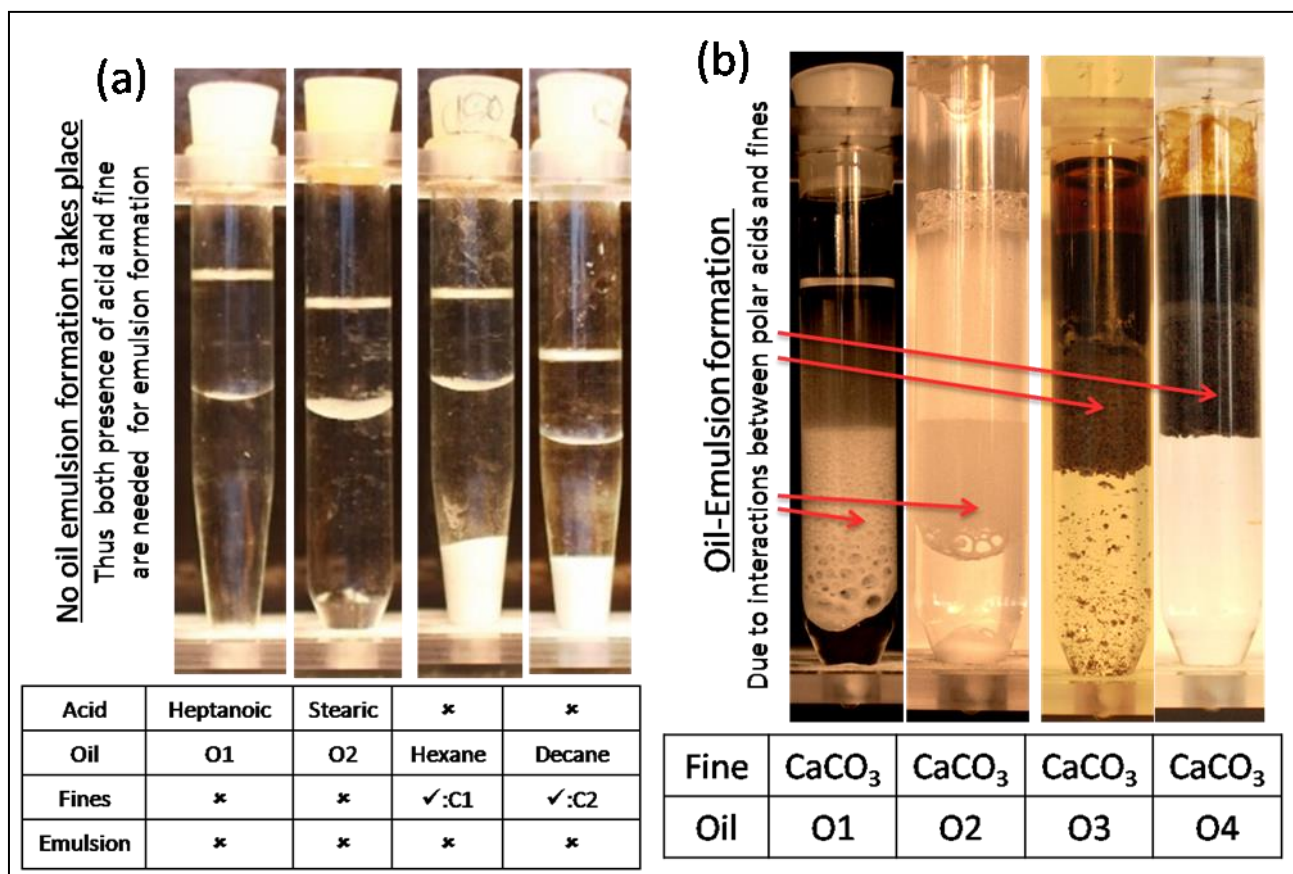 (a)
No oil emulsion formation takes place
Thus both presence of acid and fine
are needed for emulsion formation
Acid Heptanoic Stearic × ×
Oil O1 O2 Hexane Decane
Fines × × ✓:C1 ✓:C2
Emulsion × × × ×
(b)
Oil-Emulsion formation
Due to interactions between polar acids and fines
Fine CaCO₃ CaCO₃ CaCO₃ CaCO₃
Oil O1 O2 O3 O4